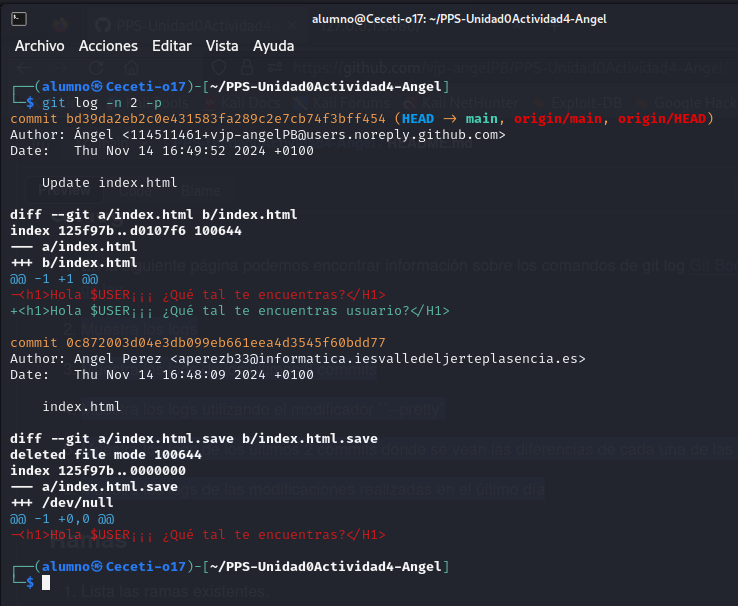 alumno@Ceceti-o17: ~/PPS-Unidad0Actividad4-Angel
Archivo Acciones Editar Vista Ayuda
┌──(alumno㉿Ceceti-o17)-[~/PPS-Unidad0Actividad4-Angel]
└─$ git log -n 2 -p
commit bd39da2eb2c0e431583fa289c2e7cb74f3bff454 (HEAD -> main, origin/main, origin/HEAD)
Author: Ángel <114511461+vjp-angelPB@users.noreply.github.com>
Date:   Thu Nov 14 16:49:52 2024 +0100
Update index.html
diff --git a/index.html b/index.html
index 125f97b..d0107f6 100644
--- a/index.html
+++ b/index.html
@@ -1 +1 @@
-<h1>Hola $USER¡¡¡ ¿Qué tal te encuentras?</H1>
+<h1>Hola $USER¡¡¡ ¿Qué tal te encuentras usuario?</H1>
commit 0c872003d04e3db099eb661eea4d3545f60bdd77
Author: Angel Perez <aperezb33@informatica.iesvalledeljerteplasencia.es>
Date:   Thu Nov 14 16:48:09 2024 +0100
index.html
diff --git a/index.html.save b/index.html.save
deleted file mode 100644
index 125f97b..0000000
--- a/index.html.save
+++ /dev/null
@@ -1 +0,0 @@
-<h1>Hola $USER¡¡¡ ¿Qué tal te encuentras?</H1>
┌──(alumno㉿Ceceti-o17)-[~/PPS-Unidad0Actividad4-Angel]
└─$